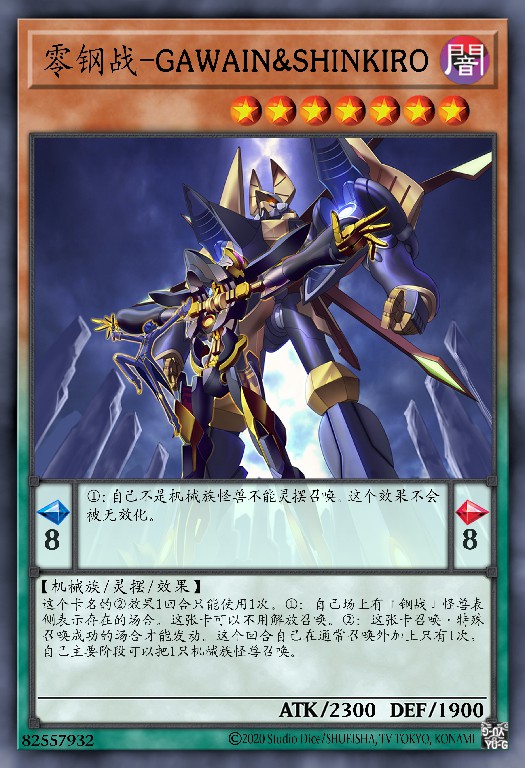 零钢战-GAWAIN&SHINKIRO
闇
①：自己不是机械族怪兽不能灵摆召唤。这个效果不会
被无效化。
8
8
【机械族/灵摆/效果】
这个卡名的②效果1回合只能使用1次。①：自己场上有「钢战」怪兽表
侧表示存在的场合，这张卡可以不用解放召唤。②：这张卡召唤·特殊
召唤成功的场合才能发动。这个回合自己在通常召唤外加上只有1次，
自己主要阶段可以把1只机械族怪兽召唤。
ATK/2300 DEF/1900
82557932
©2020 Studio Dice/SHUEISHA, TV TOKYO, KONAMI